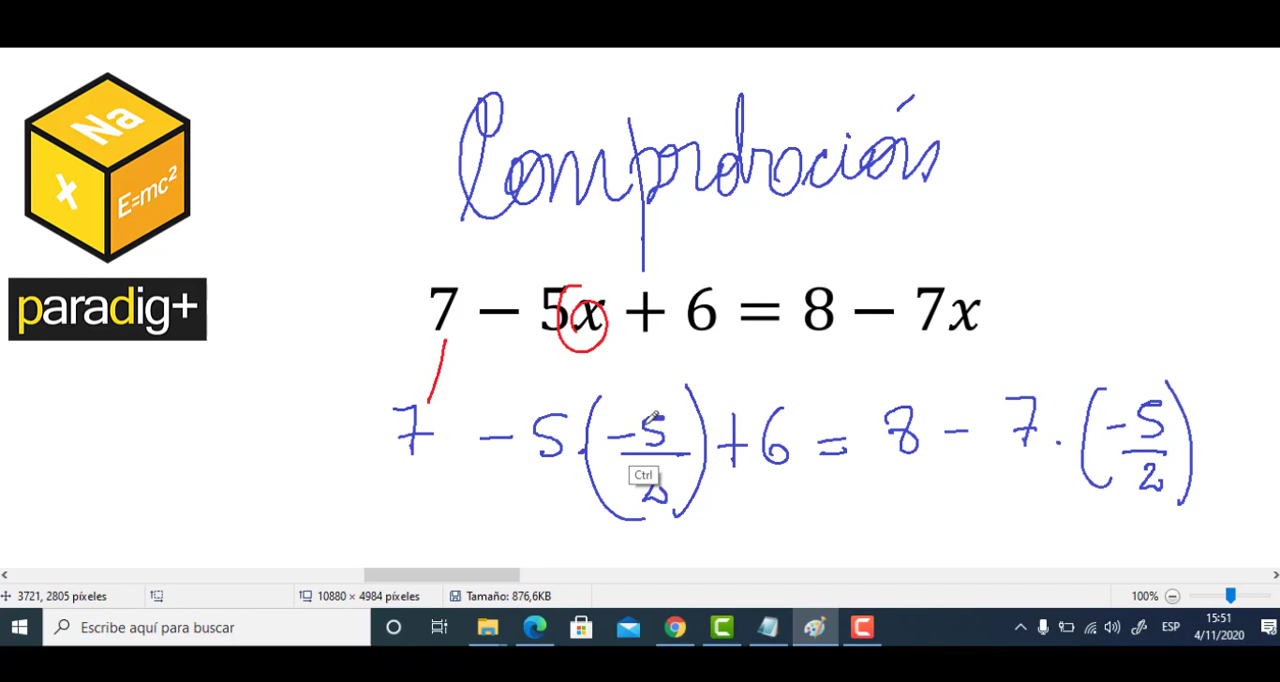 Comprobación
Na
x
E=mc²
paradig+
7 − 5x + 6 = 8 − 7x
7 − 5·(−5/2) + 6 = 8 − 7·(−5/2)
Ctrl
3721, 2805 píxeles
10880 × 4984 píxeles
Tamaño: 876,6KB
100%
Escribe aquí para buscar
ESP
15:51
4/11/2020